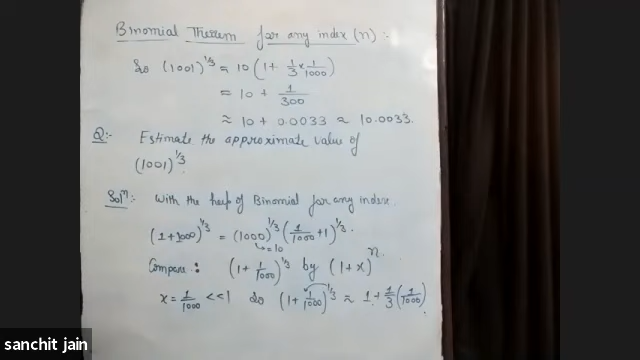 Binomial Theorem for any index (n) :-
So (1001)^1/3 ≈ 10 (1 + 1/3 × 1/1000)
= 10 + 1/300
≈ 10 + 0.0033 ≈ 10.0033.
Q:- Estimate the approximate value of
(1001)^1/3.
Solⁿ:- With the help of Binomial for any index.
(1+1000)^1/3 = (1000)^1/3 (1/1000 + 1)^1/3.
↳ = 10
Compare : (1 + 1/1000)^1/3 by (1 + x)^n.
x = 1/1000 << 1 So (1 + 1/1000)^1/3 ≈ 1 + 1/3 (1/1000)
sanchit jain